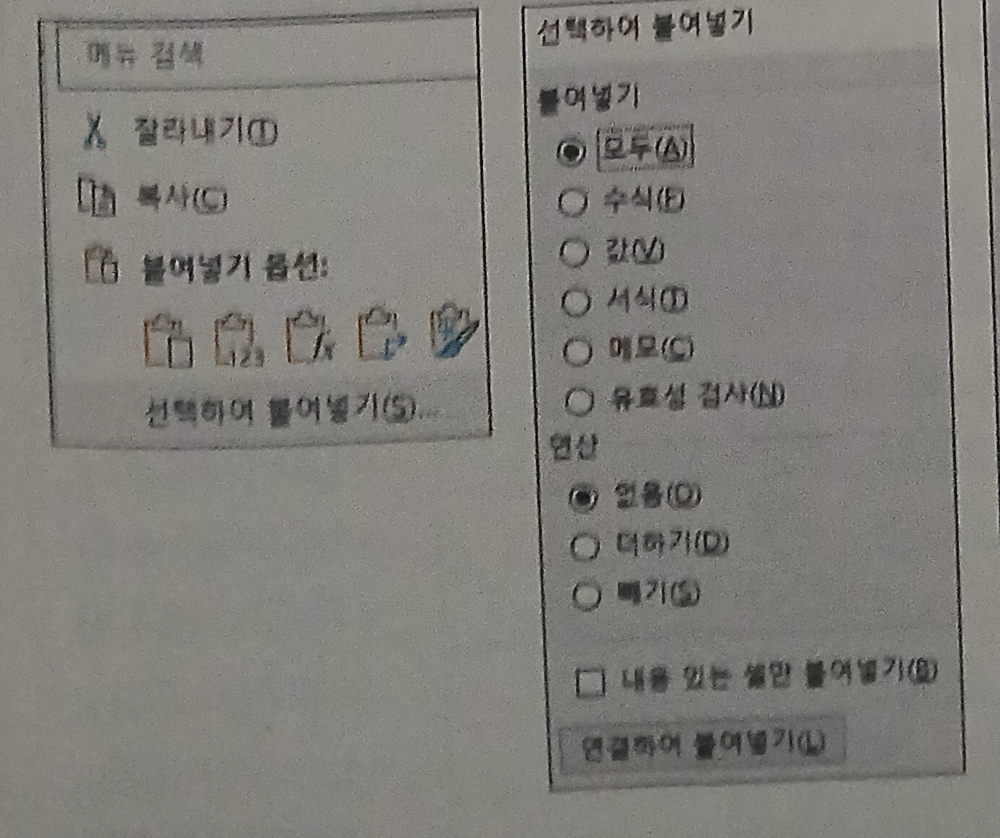 메뉴 검색
잘라내기(T)
복사(C)
붙여넣기 옵션:
123
fx
선택하여 붙여넣기(S)...
선택하여 붙여넣기
붙여넣기
모두(A)
수식(F)
값(V)
서식(T)
메모(C)
유효성 검사(N)
연산
없음(O)
더하기(D)
빼기(S)
내용 있는 셀만 붙여넣기(B)
연결하여 붙여넣기(L)